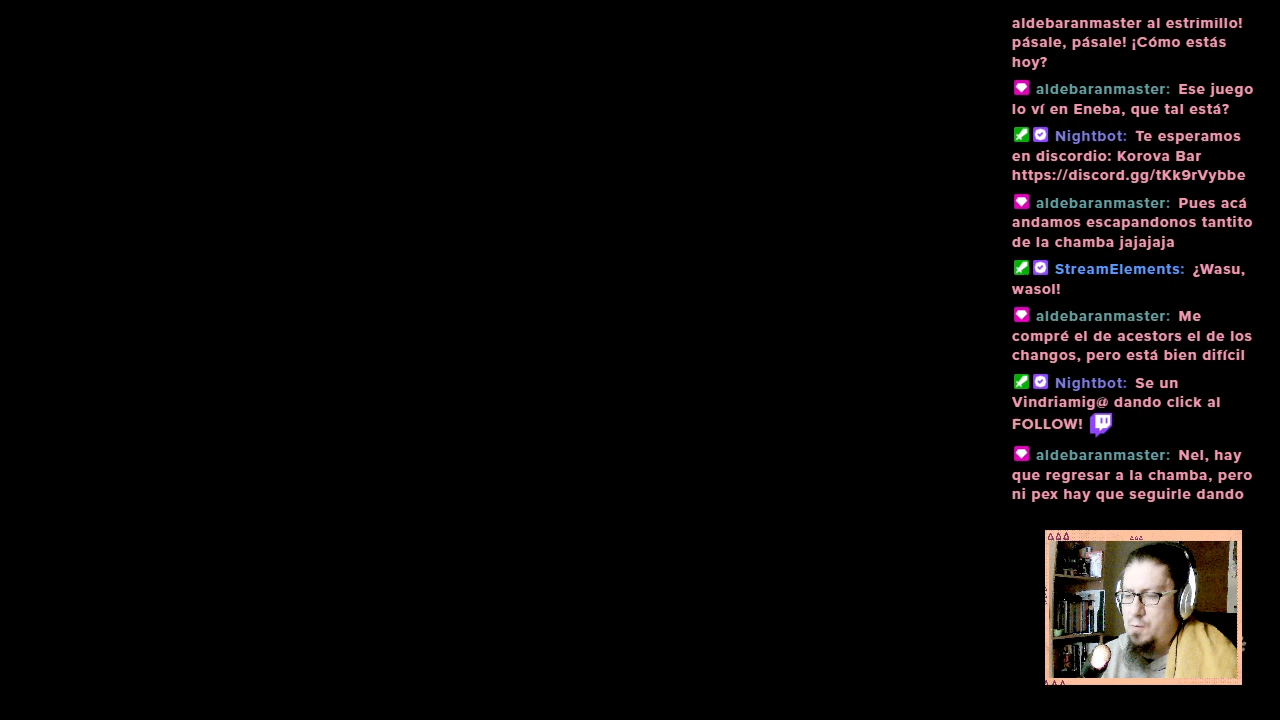 aldebaranmaster al estrimillo!
pásale, pásale! ¡Cómo estás
hoy?
aldebaranmaster: Ese juego
lo ví en Eneba, que tal está?
Nightbot: Te esperamos
en discordio: Korova Bar
https://discord.gg/tKk9rVybbe
aldebaranmaster: Pues acá
andamos escapandonos tantito
de la chamba jajajaja
StreamElements: ¿Wasu,
wasol!
aldebaranmaster: Me
compré el de acestors el de los
changos, pero está bien difícil
Nightbot: Se un
Vindriamig@ dando click al
FOLLOW!
aldebaranmaster: Nel, hay
que regresar a la chamba, pero
ni pex hay que seguirle dando